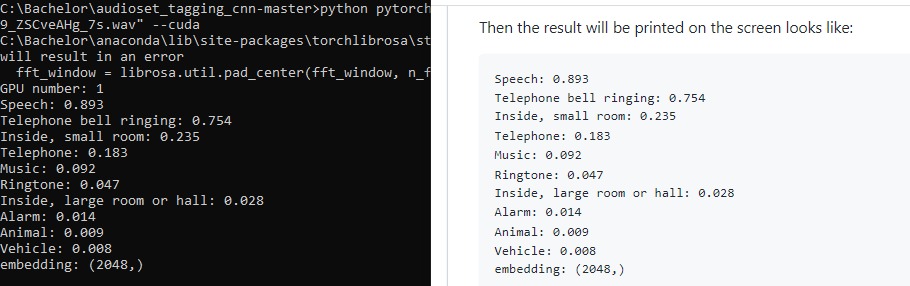 C:\Bachelor\audioset_tagging_cnn-master>python pytorch
9_ZSCveAHg_7s.wav" --cuda
C:\Bachelor\anaconda\lib\site-packages\torchlibrosa\st
will result in an error
  fft_window = librosa.util.pad_center(fft_window, n_f
GPU number: 1
Speech: 0.893
Telephone bell ringing: 0.754
Inside, small room: 0.235
Telephone: 0.183
Music: 0.092
Ringtone: 0.047
Inside, large room or hall: 0.028
Alarm: 0.014
Animal: 0.009
Vehicle: 0.008
embedding: (2048,)
Then the result will be printed on the screen looks like:
Speech: 0.893
Telephone bell ringing: 0.754
Inside, small room: 0.235
Telephone: 0.183
Music: 0.092
Ringtone: 0.047
Inside, large room or hall: 0.028
Alarm: 0.014
Animal: 0.009
Vehicle: 0.008
embedding: (2048,)